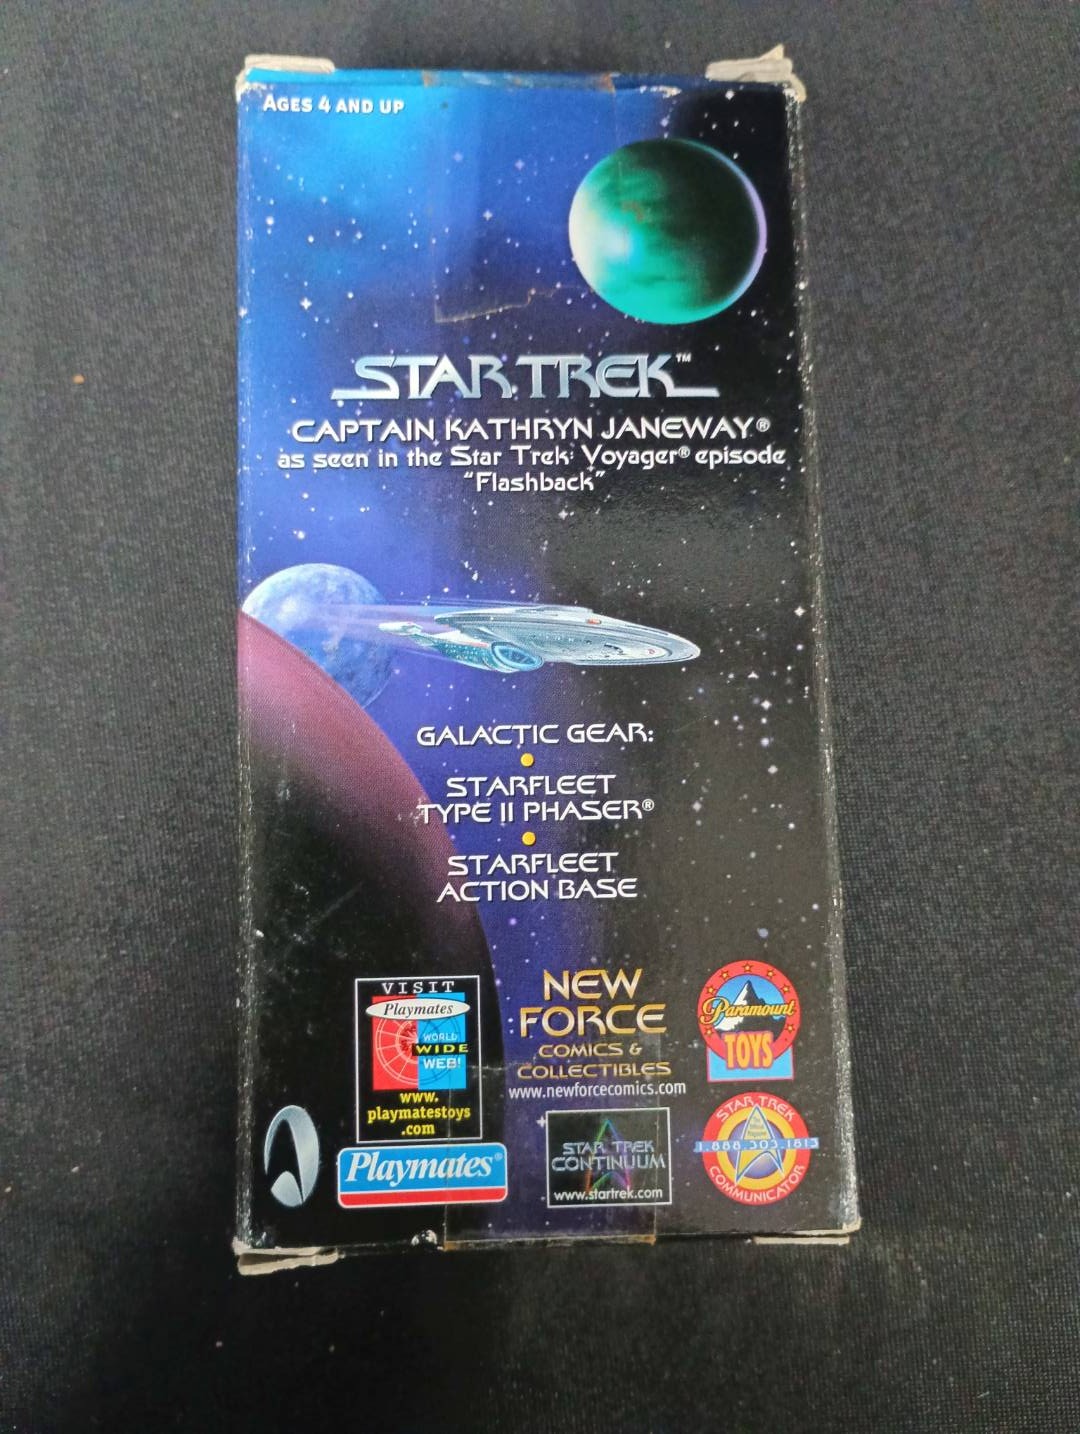 AGES 4 AND UP
STAR TREK™
CAPTAIN KATHRYN JANEWAY®
as seen in the Star Trek: Voyager® episode
"Flashback"
GALACTIC GEAR:
STARFLEET
TYPE II PHASER®
STARFLEET
ACTION BASE
VISIT
Playmates
WORLD
WIDE
WEB!
www.
playmatestoys
.com
Playmates®
NEW
FORCE
COMICS &
COLLECTIBLES
www.newforcecomics.com
STAR TREK
CONTINUUM
www.startrek.com
Paramount
TOYS
STAR TREK
1.888.303.1813
COMMUNICATOR